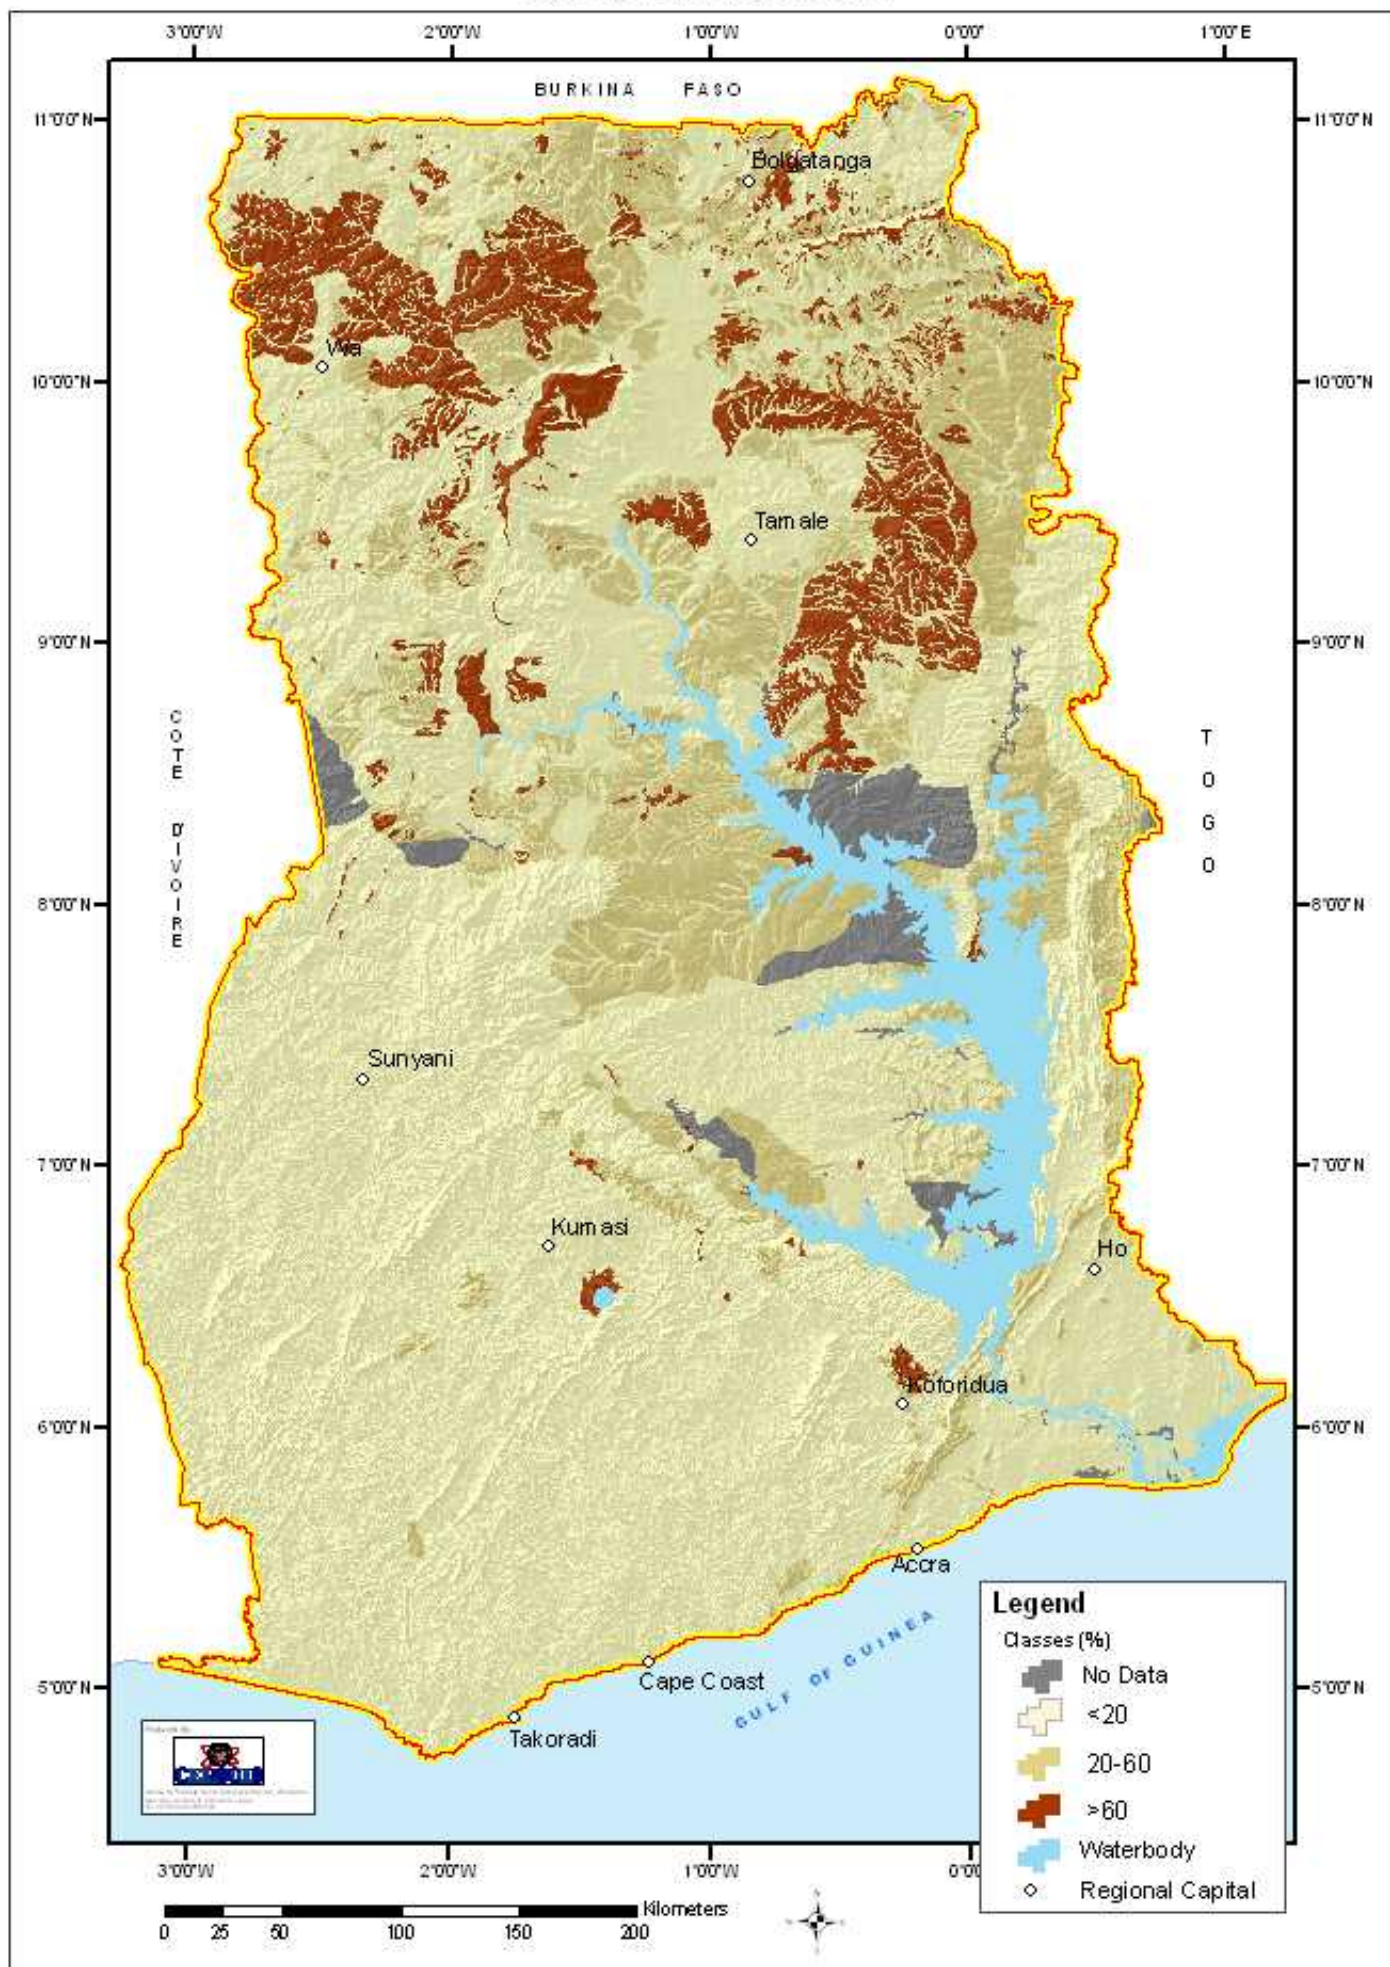 3°0'0"W 2°0'0"W 1°0'0"W 0°0'0" 1°0'0"E
BURKINA FASO
11°0'0"N 11°0'0"N
Bolgatanga
Wa
10°0'0"N 10°0'0"N
Tamale
9°0'0"N 9°0'0"N
COTE D'IVOIRE
TOGO
8°0'0"N 8°0'0"N
Sunyani
7°0'0"N 7°0'0"N
Kumasi
Ho
Koforidua
6°0'0"N 6°0'0"N
Accra
GULF OF GUINEA
Cape Coast
5°0'0"N 5°0'0"N
Takoradi
Legend
Classes (%)
No Data
<20
20-60
>60
Waterbody
Regional Capital
3°0'0"W 2°0'0"W 1°0'0"W
Kilometers
0 25 50 100 150 200